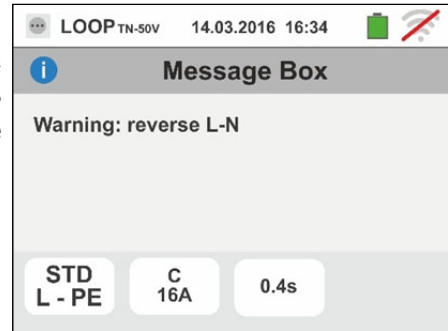 LOOP TN-50V 14.03.2016 16:34
i Message Box
Warning: reverse L-N
STD
L - PE
C
16A
0.4s